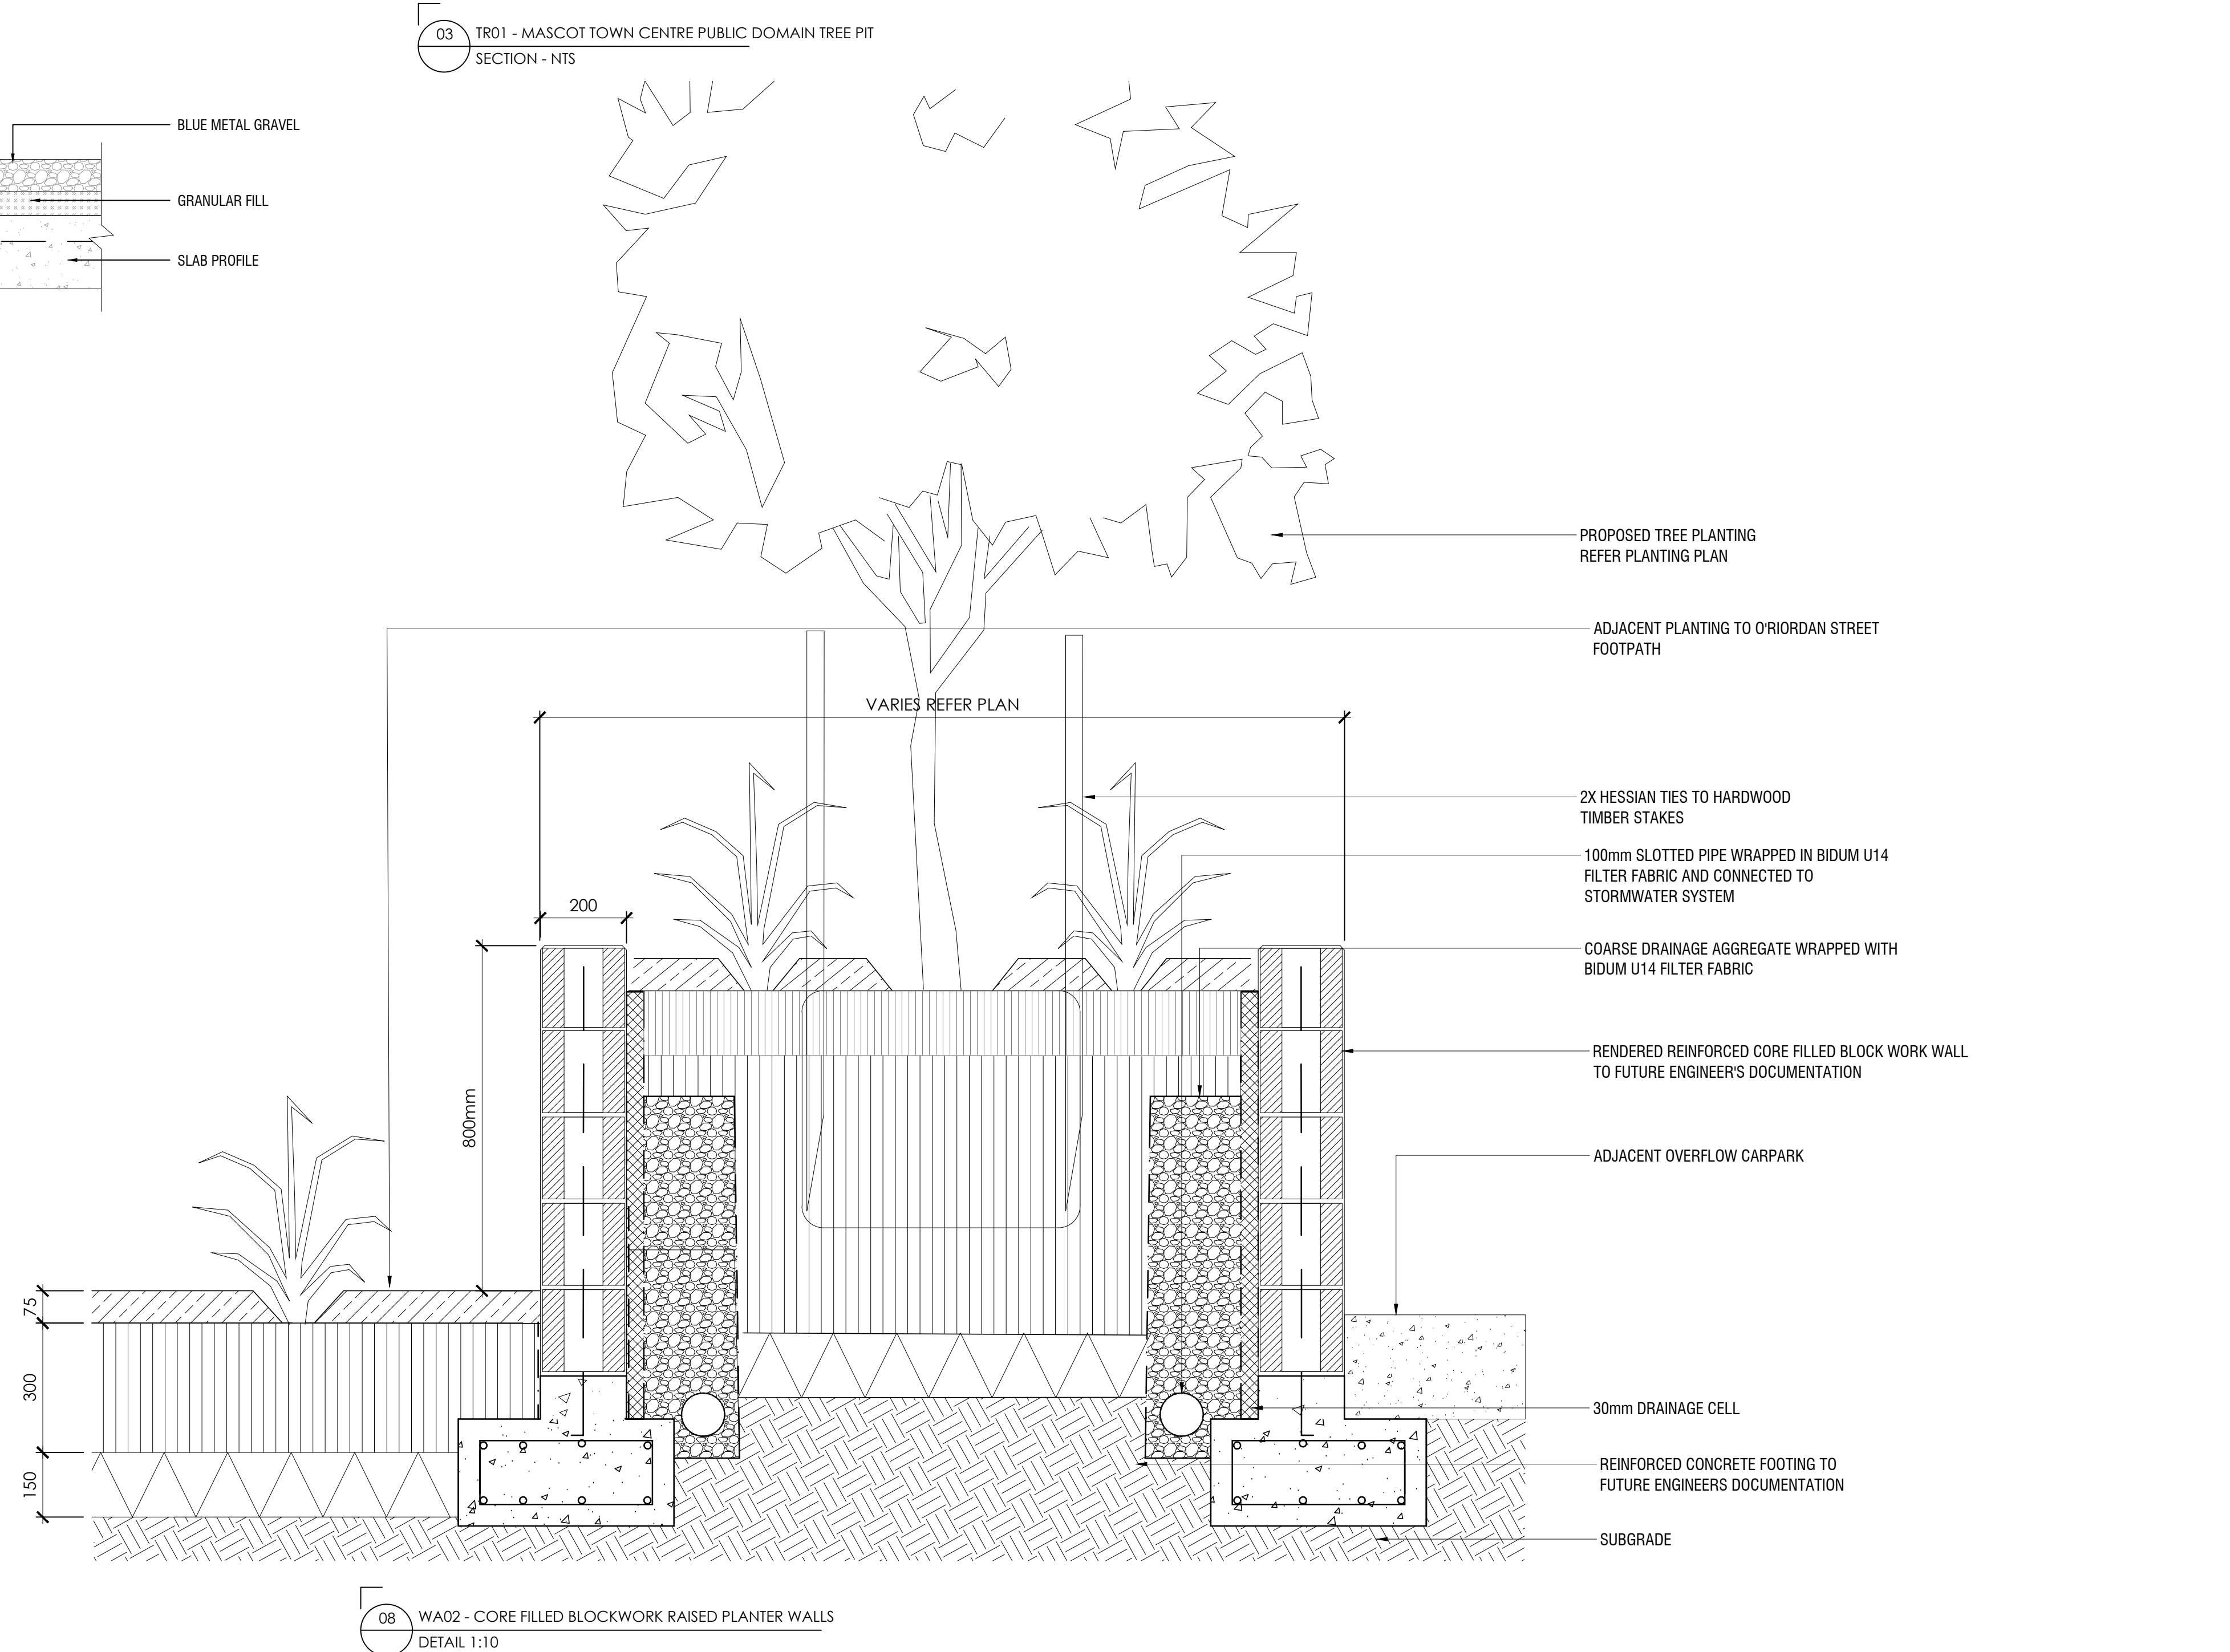 03
TR01 - MASCOT TOWN CENTRE PUBLIC DOMAIN TREE PIT
SECTION - NTS
BLUE METAL GRAVEL
GRANULAR FILL
SLAB PROFILE
PROPOSED TREE PLANTING
REFER PLANTING PLAN
ADJACENT PLANTING TO O'RIORDAN STREET
FOOTPATH
VARIES REFER PLAN
2X HESSIAN TIES TO HARDWOOD
TIMBER STAKES
100mm SLOTTED PIPE WRAPPED IN BIDUM U14
FILTER FABRIC AND CONNECTED TO
STORMWATER SYSTEM
200
COARSE DRAINAGE AGGREGATE WRAPPED WITH
BIDUM U14 FILTER FABRIC
RENDERED REINFORCED CORE FILLED BLOCK WORK WALL
TO FUTURE ENGINEER'S DOCUMENTATION
800mm
ADJACENT OVERFLOW CARPARK
75
300
150
30mm DRAINAGE CELL
REINFORCED CONCRETE FOOTING TO
FUTURE ENGINEERS DOCUMENTATION
SUBGRADE
08
WA02 - CORE FILLED BLOCKWORK RAISED PLANTER WALLS
DETAIL 1:10